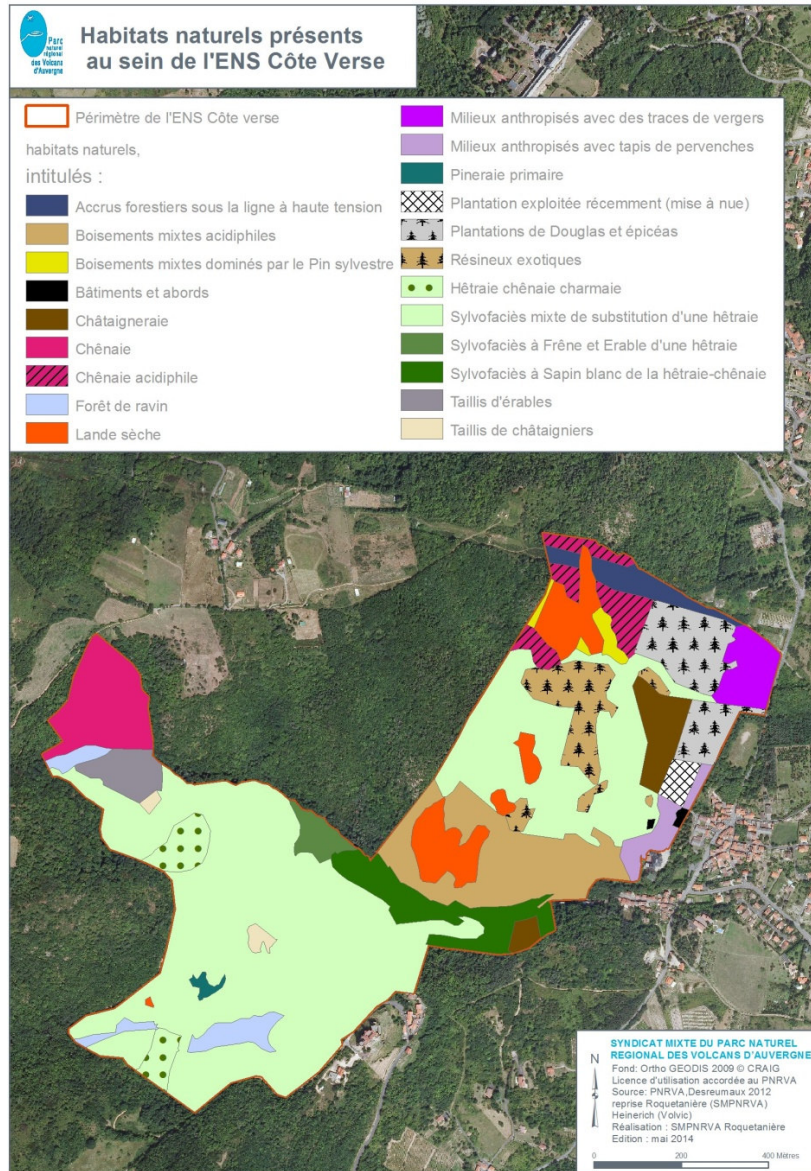 Parc
naturel
régional
des Volcans
d'Auvergne
Habitats naturels présents
au sein de l'ENS Côte Verse
Périmètre de l'ENS Côte verse
habitats naturels,
intitulés :
Accrus forestiers sous la ligne à haute tension
Boisements mixtes acidiphiles
Boisements mixtes dominés par le Pin sylvestre
Bâtiments et abords
Châtaigneraie
Chênaie
Chênaie acidiphile
Forêt de ravin
Lande sèche
Milieux anthropisés avec des traces de vergers
Milieux anthropisés avec tapis de pervenches
Pineraie primaire
Plantation exploitée récemment (mise à nue)
Plantations de Douglas et épicéas
Résineux exotiques
Hêtraie chênaie charmaie
Sylvofaciès mixte de substitution d'une hêtraie
Sylvofaciès à Frêne et Erable d'une hêtraie
Sylvofaciès à Sapin blanc de la hêtraie-chênaie
Taillis d'érables
Taillis de châtaigniers
SYNDICAT MIXTE DU PARC NATUREL
REGIONAL DES VOLCANS D'AUVERGNE
N
Fond: Ortho GEODIS 2009 © CRAIG
Licence d'utilisation accordée au PNRVA
Source: PNRVA,Desreumaux 2012
reprise Roquetanière (SMPNRVA)
Heinerich (Volvic)
Réalisation : SMPNRVA Roquetanière
Edition : mai 2014
0 200 400 Mètres